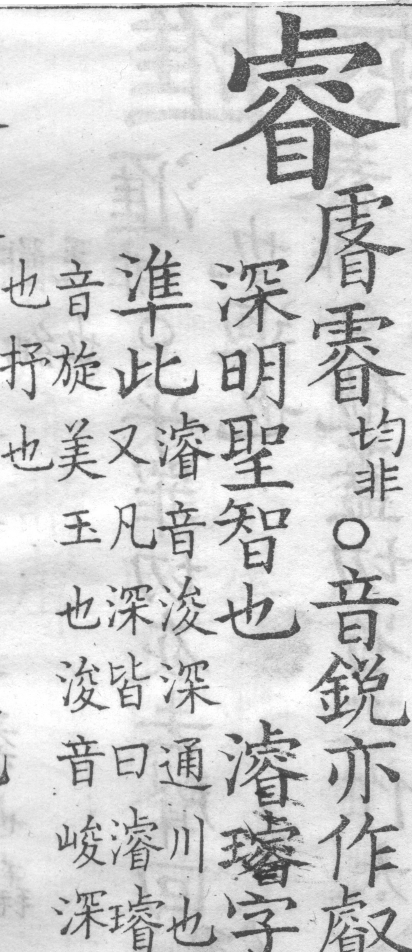 睿
睿均非○音銳亦作叡
深明聖智也 濬璿字
準此
濬音浚深通川也
又凡深皆曰濬璿
音旋美玉也浚音峻深
也抒也